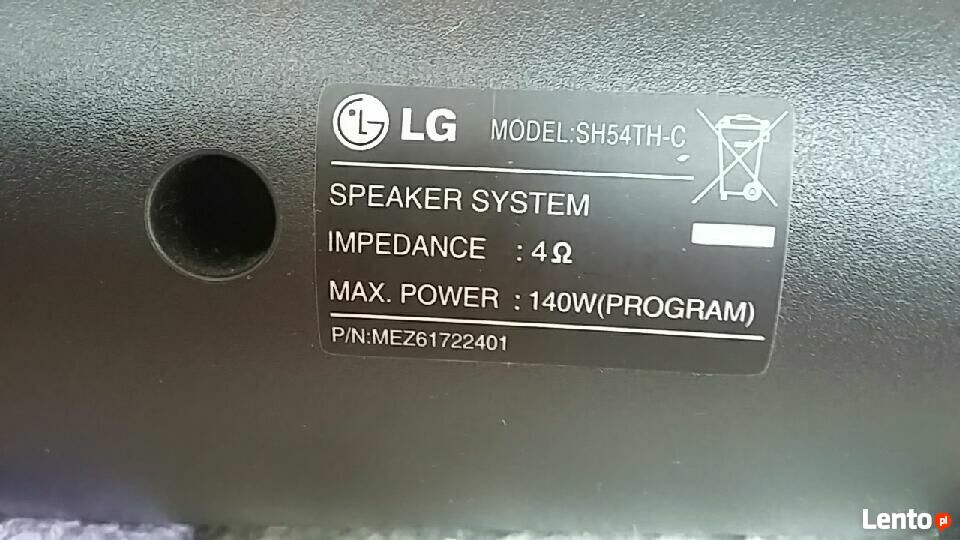 LG MODEL:SH54TH-C
SPEAKER SYSTEM
IMPEDANCE : 4Ω
MAX. POWER : 140W(PROGRAM)
P/N:MEZ61722401
Lento pl